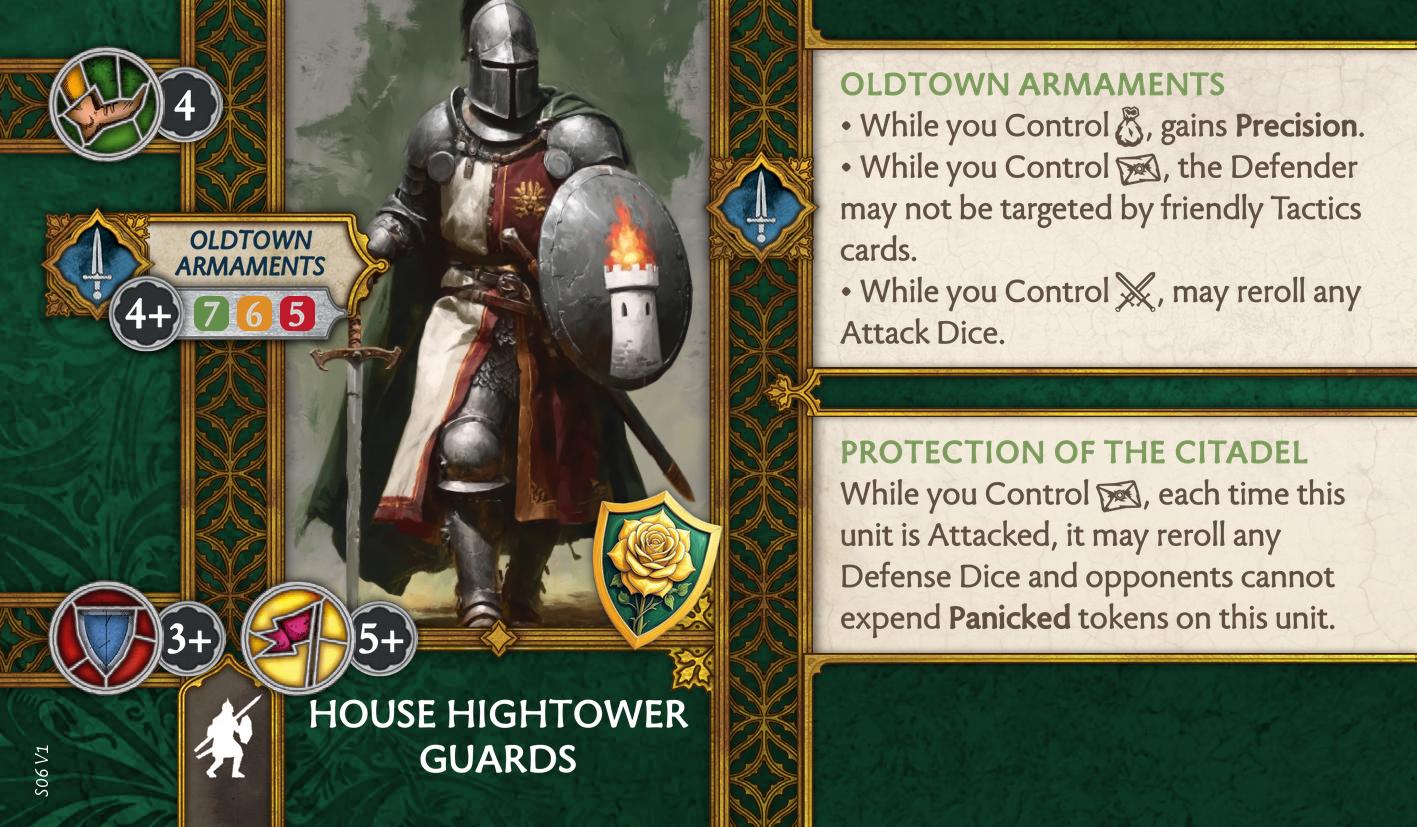 4
OLDTOWN
ARMAMENTS
4+ 7 6 5
3+
5+
HOUSE HIGHTOWER
GUARDS
S06 V1
OLDTOWN ARMAMENTS
• While you Control , gains Precision.
• While you Control , the Defender
may not be targeted by friendly Tactics
cards.
• While you Control , may reroll any
Attack Dice.
PROTECTION OF THE CITADEL
While you Control , each time this
unit is Attacked, it may reroll any
Defense Dice and opponents cannot
expend Panicked tokens on this unit.